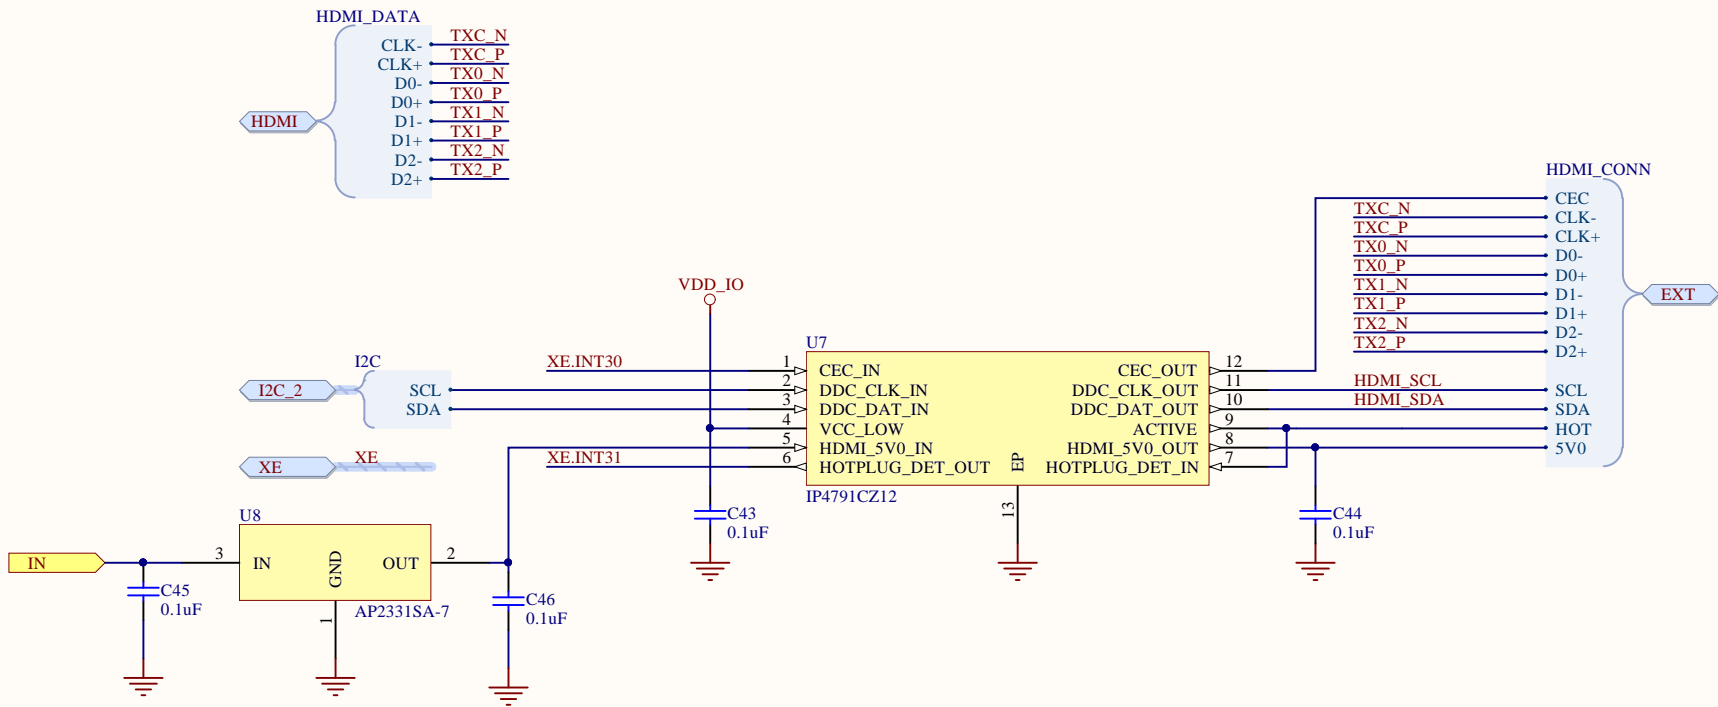 HDMI_DATA
CLK- TXC_N
CLK+ TXC_P
D0- TX0_N
D0+ TX0_P
HDMI D1- TX1_N
D1+ TX1_P
D2- TX2_N
D2+ TX2_P
HDMI_CONN
CEC
TXC_N CLK-
TXC_P CLK+
TX0_N D0-
TX0_P D0+
TX1_N D1-
EXT
TX1_P D1+
TX2_N D2-
TX2_P D2+
HDMI_SCL SCL
HDMI_SDA SDA
HOT
5V0
VDD_IO
U7
XE.INT30 1 CEC_IN CEC_OUT 12
2 DDC_CLK_IN DDC_CLK_OUT 11
3 DDC_DAT_IN DDC_DAT_OUT 10
4 VCC_LOW ACTIVE 9
5 HDMI_5V0_IN HDMI_5V0_OUT 8
XE.INT31 6 HOTPLUG_DET_OUT EP HOTPLUG_DET_IN 7
IP4791CZ12
13
I2C
I2C_2 SCL
SDA
XE XE
C43
0.1uF
C44
0.1uF
U8
IN 3 IN GND OUT 2
1
AP2331SA-7
C45
0.1uF
C46
0.1uF